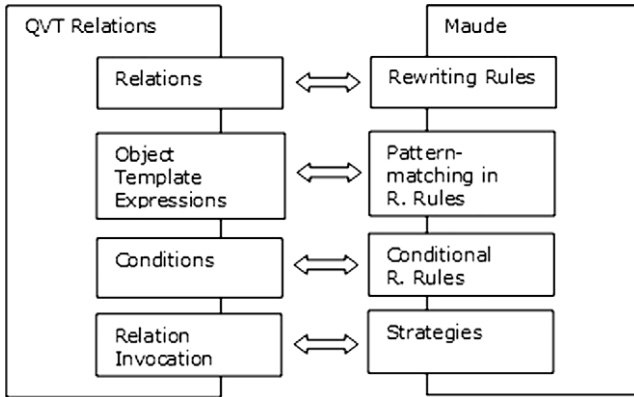 QVT Relations
Maude
Relations
Rewriting Rules
Object
Template
Expressions
Pattern-
matching in
R. Rules
Conditions
Conditional
R. Rules
Relation
Invocation
Strategies